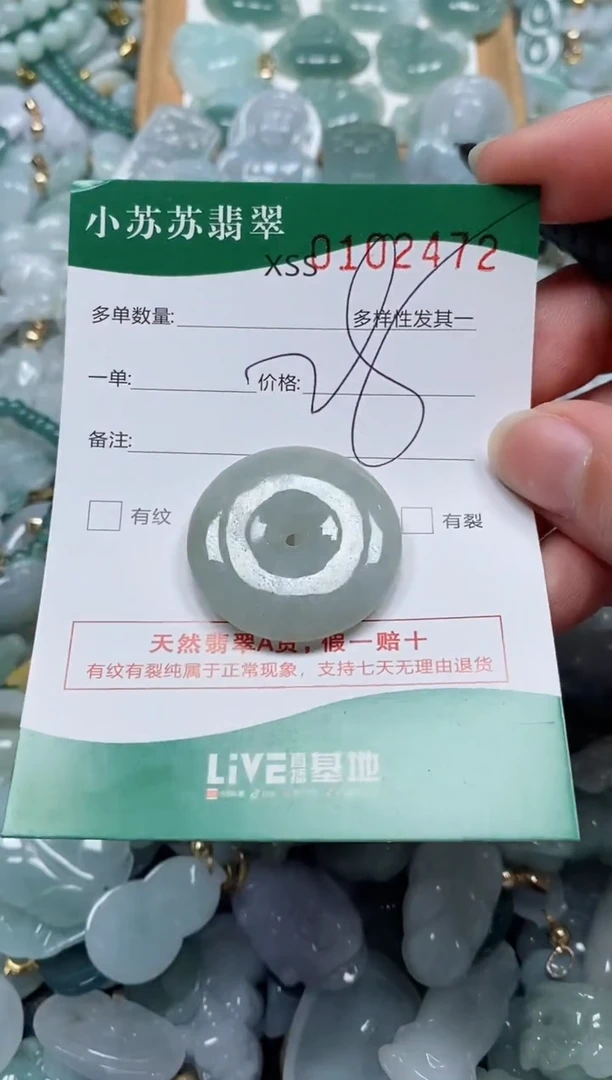 小苏苏翡翠
XSS0102472
多单数量: 多样性发其一
一单: 价格:
备注:
有纹 有裂
天然翡翠A货，假一赔十
有纹有裂纯属于正常现象，支持七天无理由退货
LiVE直播基地